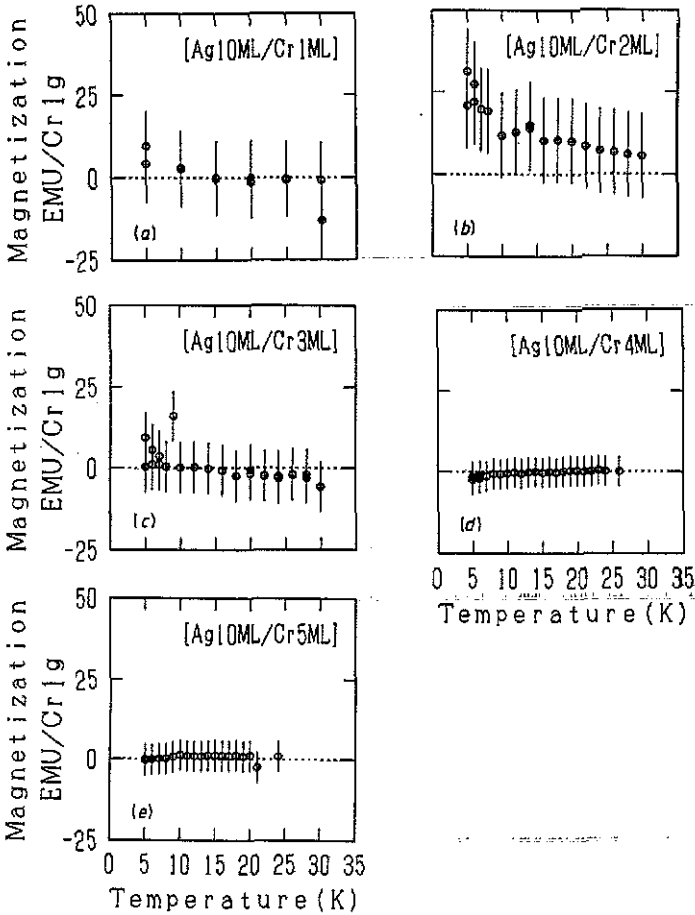 50
25
0
-25
Magnetization
EMU/Cr1g
[Ag10ML/Cr1ML]
(a)
[Ag10ML/Cr2ML]
(b)
50
25
0
-25
Magnetization
EMU/Cr1g
[Ag10ML/Cr3ML]
(c)
[Ag10ML/Cr4ML]
(d)
0 5 10 15 20 25 30 35
Temperature(K)
50
25
0
-25
Magnetization
EMU/Cr1g
[Ag10ML/Cr5ML]
(e)
0 5 10 15 20 25 30 35
Temperature(K)